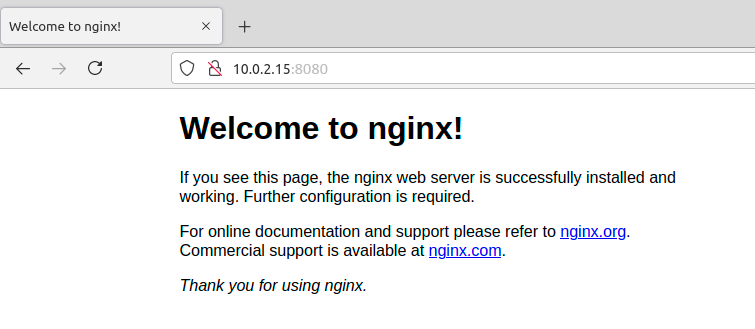 Welcome to nginx!
10.0.2.15:8080
Welcome to nginx!
If you see this page, the nginx web server is successfully installed and
working. Further configuration is required.
For online documentation and support please refer to nginx.org.
Commercial support is available at nginx.com.
Thank you for using nginx.